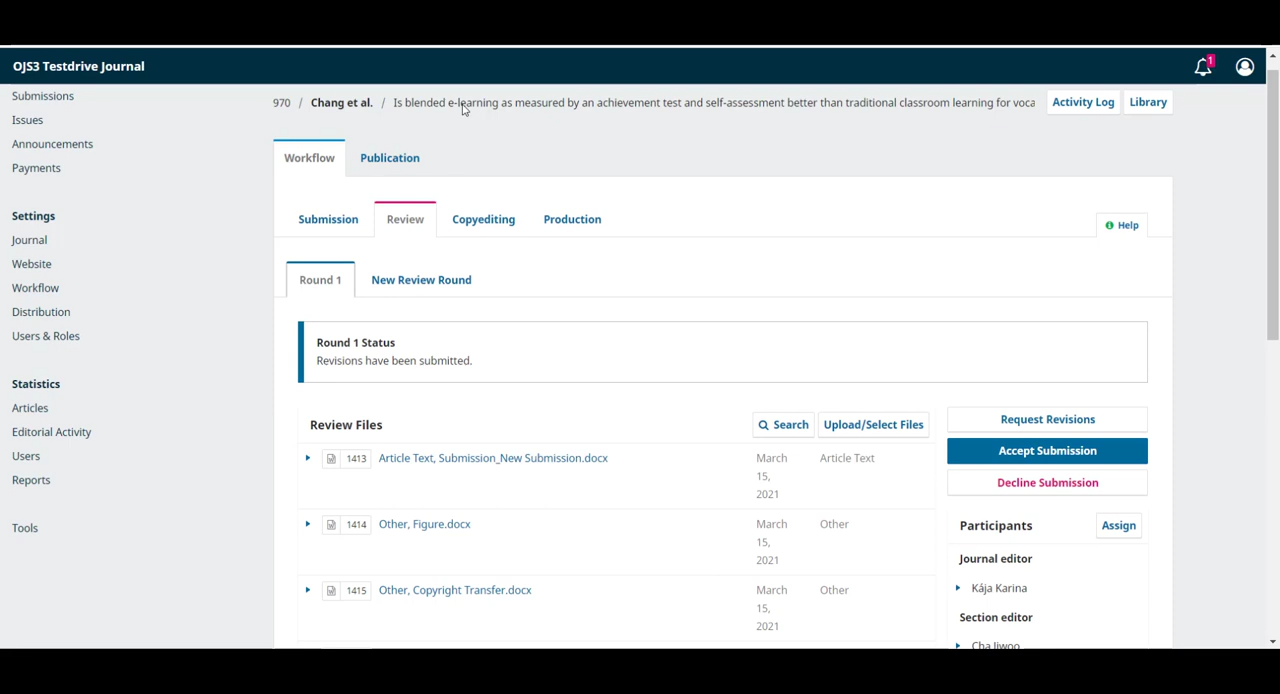 OJS3 Testdrive Journal
1
Submissions
Issues
Announcements
Payments
Settings
Journal
Website
Workflow
Distribution
Users & Roles
Statistics
Articles
Editorial Activity
Users
Reports
Tools
970 / Chang et al. / Is blended e-learning as measured by an achievement test and self-assessment better than traditional classroom learning for voca
Activity Log
Library
Workflow
Publication
Submission
Review
Copyediting
Production
Help
Round 1
New Review Round
Round 1 Status
Revisions have been submitted.
Review Files
Search
Upload/Select Files
1413 Article Text, Submission_New Submission.docx
March 15, 2021
Article Text
1414 Other, Figure.docx
March 15, 2021
Other
1415 Other, Copyright Transfer.docx
March 15, 2021
Other
Request Revisions
Accept Submission
Decline Submission
Participants
Assign
Journal editor
Kája Karina
Section editor
Cha Jiwoo